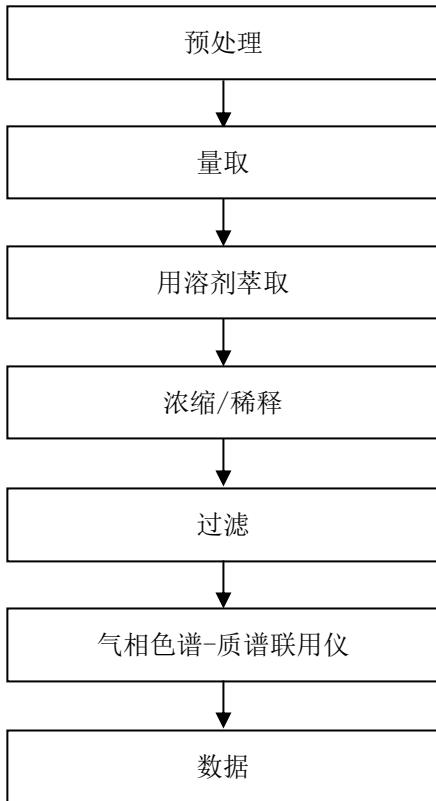 预处理
量取
用溶剂萃取
浓缩/稀释
过滤
气相色谱-质谱联用仪
数据